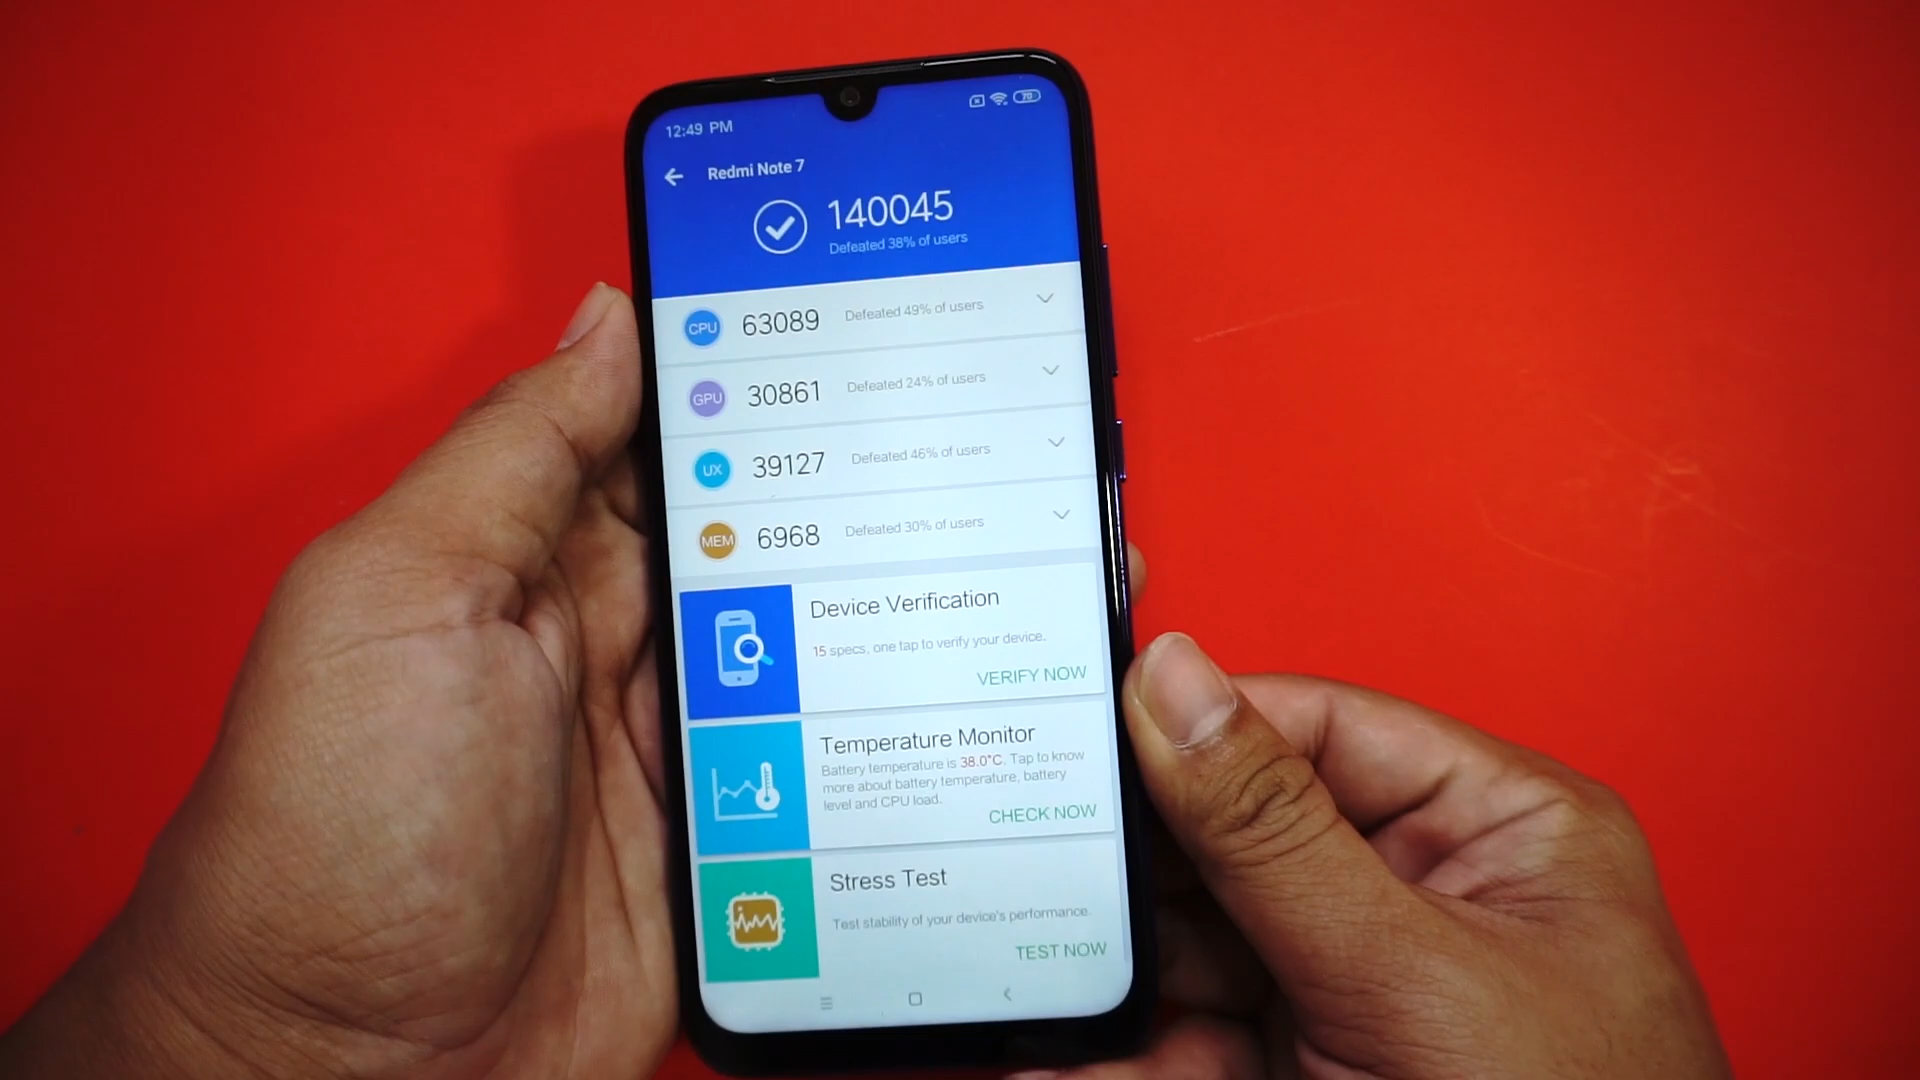 12:49 PM
70
Redmi Note 7
140045
Defeated 38% of users
CPU 63089 Defeated 49% of users
GPU 30861 Defeated 24% of users
UX 39127 Defeated 46% of users
MEM 6968 Defeated 30% of users
Device Verification
15 specs, one tap to verify your device.
VERIFY NOW
Temperature Monitor
Battery temperature is 38.0°C. Tap to know
more about battery temperature, battery
level and CPU load.
CHECK NOW
Stress Test
Test stability of your device's performance.
TEST NOW